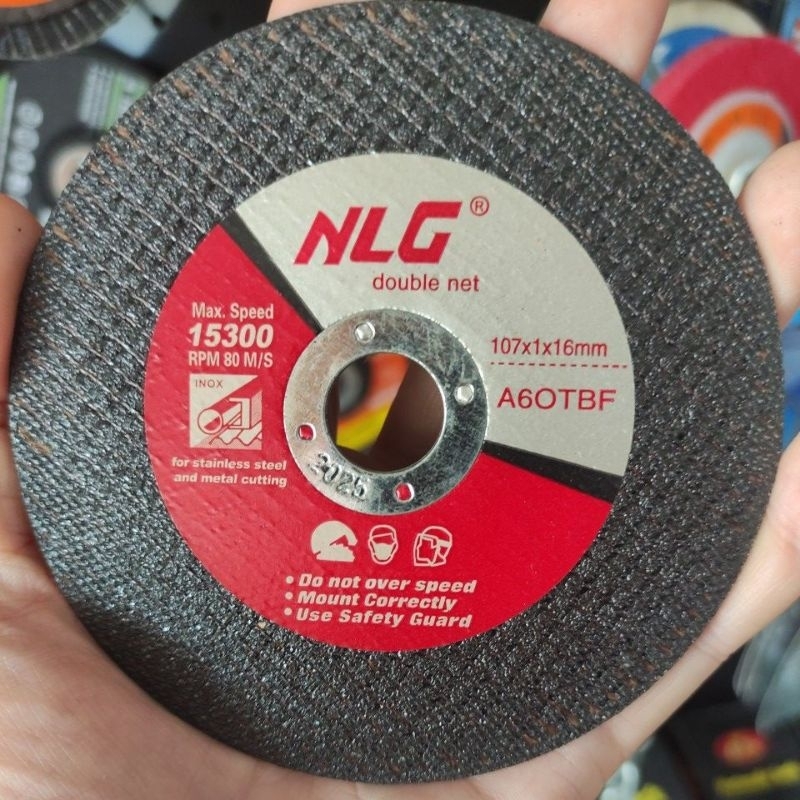 NLG®
double net
Max. Speed
15300
RPM 80 M/S
INOX
for stainless steel
and metal cutting
107x1x16mm
A6OTBF
2025
• Do not over speed
• Mount Correctly
• Use Safety Guard